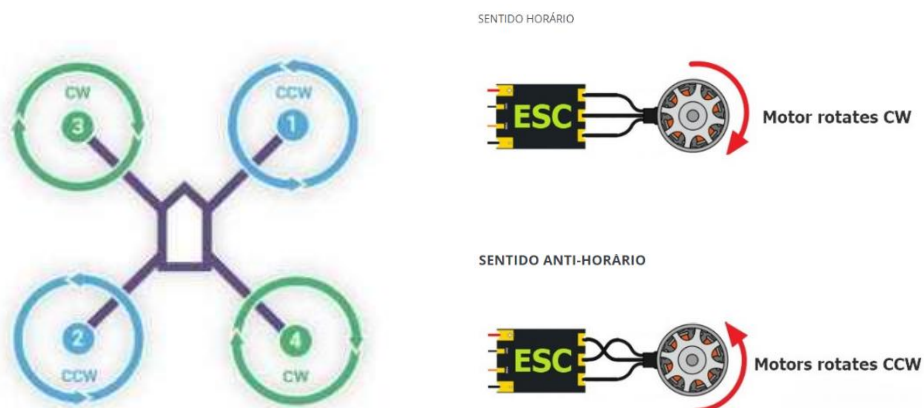 CW
3
CCW
1
2
CCW
4
CW
SENTIDO HORÁRIO
ESC
Motor rotates CW
SENTIDO ANTI-HORÁRIO
ESC
Motors rotates CCW